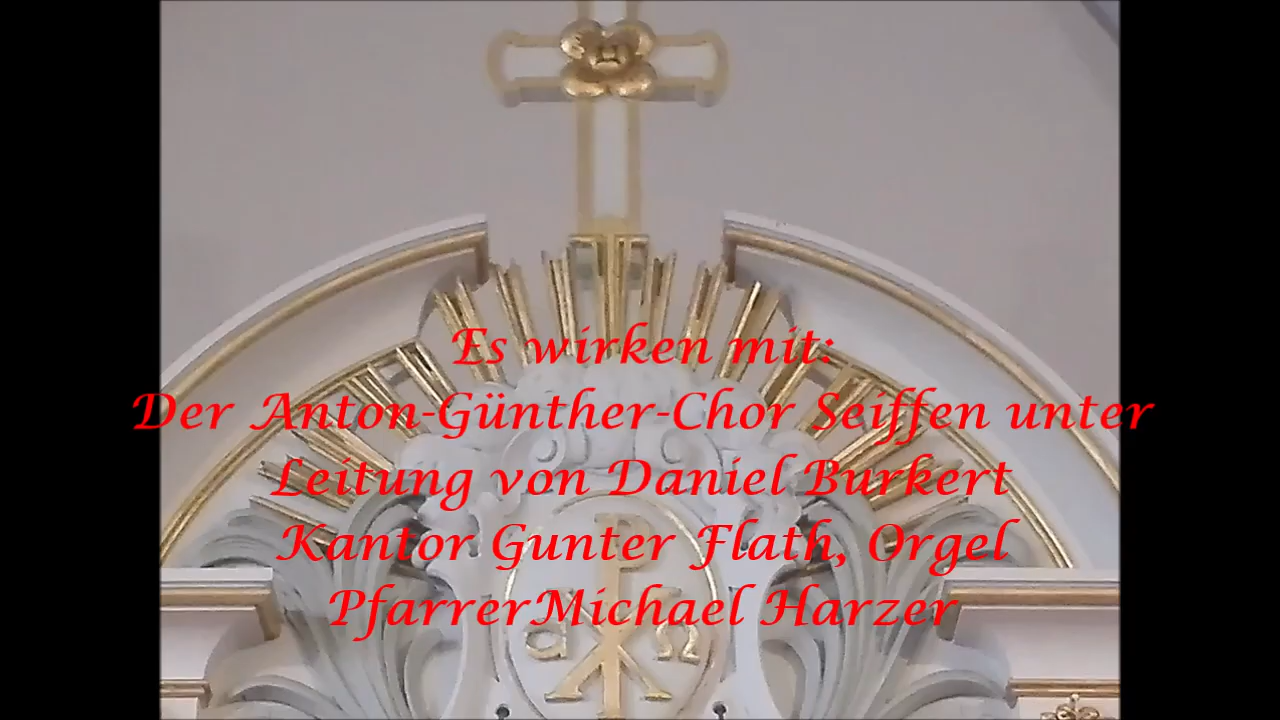 Es wirken mit:
Der Anton-Günther-Chor Seiffen unter
Leitung von Daniel Burkert
Kantor Gunter Flath, Orgel
PfarrerMichael Harzer
α Ω